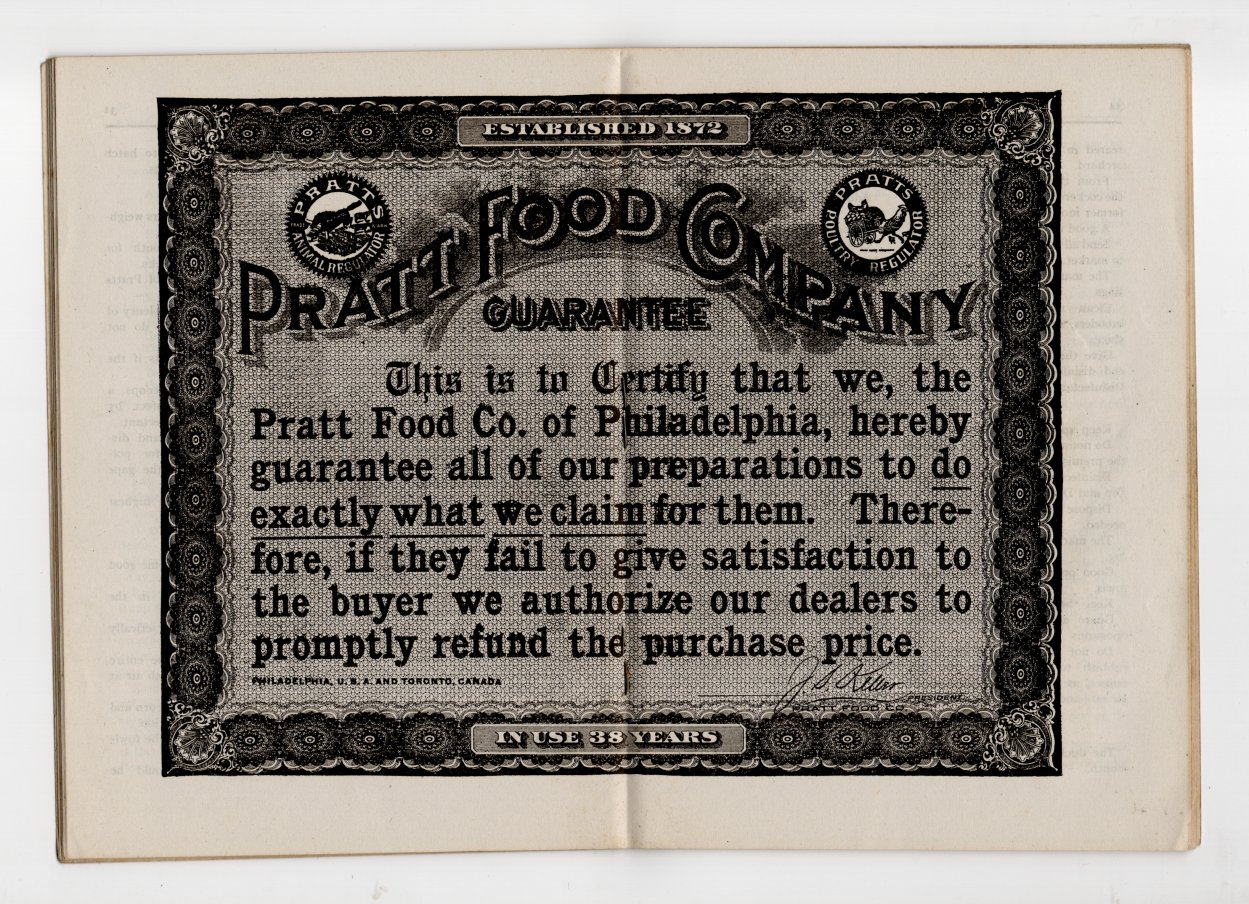 ESTABLISHED 1872
PRATTS
ANIMAL REGULATOR
PRATTS
POULTRY REGULATOR
PRATT FOOD COMPANY
GUARANTEE
This is to Certify that we, the
Pratt Food Co. of Philadelphia, hereby
guarantee all of our preparations to do
exactly what we claim for them. There-
fore, if they fail to give satisfaction to
the buyer we authorize our dealers to
promptly refund the purchase price.
PHILADELPHIA, U. S. A. AND TORONTO, CANADA
PRESIDENT
PRATT FOOD CO
IN USE 38 YEARS